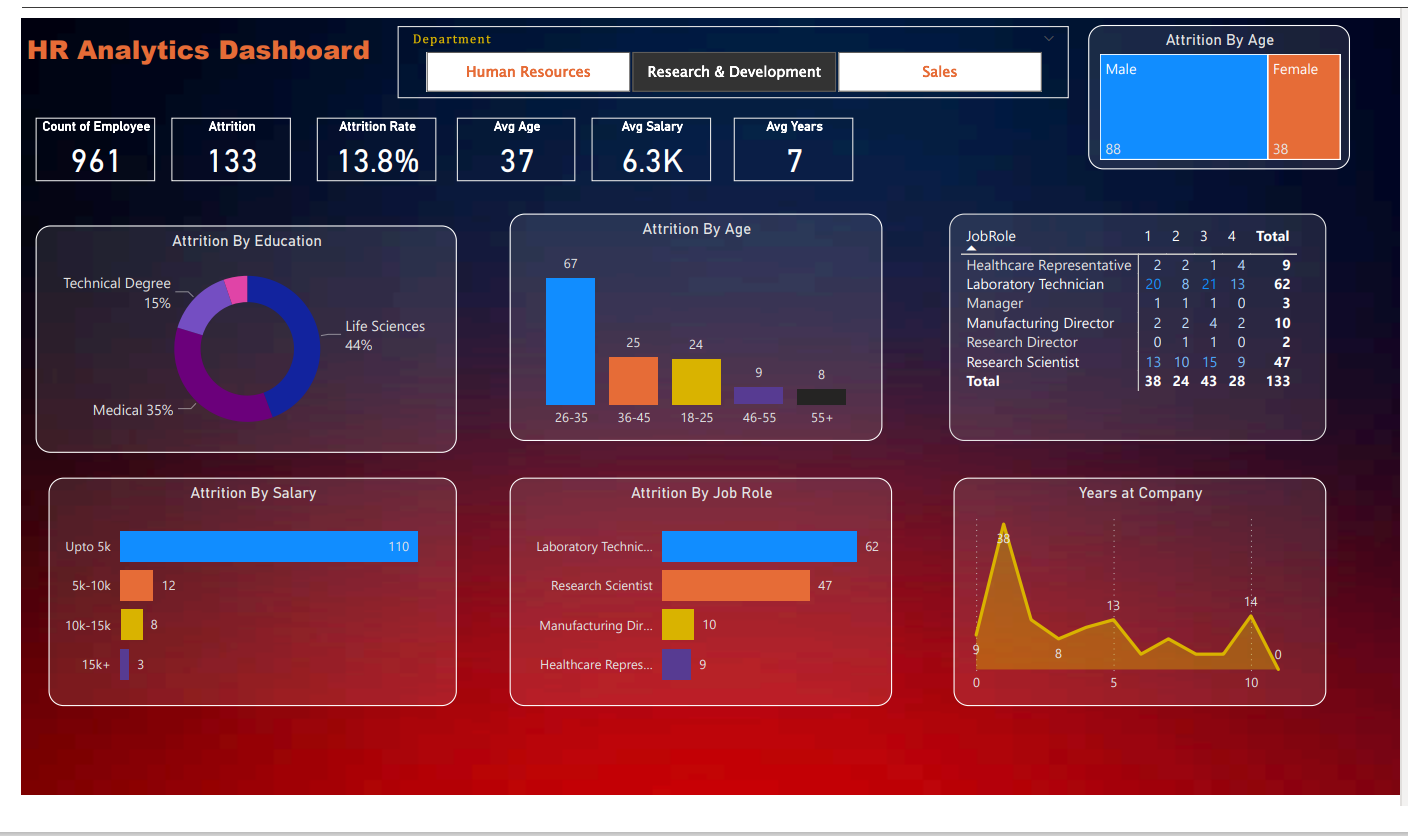 HR Analytics Dashboard
Department
Human Resources
Research & Development
Sales
Attrition By Age
Male
Female
88
38
Count of Employee
961
Attrition
133
Attrition Rate
13.8%
Avg Age
37
Avg Salary
6.3K
Avg Years
7
Attrition By Education
Technical Degree
15%
Life Sciences
44%
Medical 35%
Attrition By Age
67
25
24
9
8
26-35 36-45 18-25 46-55 55+
JobRole 1 2 3 4 Total
Healthcare Representative 2 2 1 4 9
Laboratory Technician 20 8 21 13 62
Manager 1 1 1 0 3
Manufacturing Director 2 2 4 2 10
Research Director 0 1 1 0 2
Research Scientist 13 10 15 9 47
Total 38 24 43 28 133
Attrition By Salary
Upto 5k 110
5k-10k 12
10k-15k 8
15k+ 3
Attrition By Job Role
Laboratory Technic... 62
Research Scientist 47
Manufacturing Dir... 10
Healthcare Repres... 9
Years at Company
38
13
14
9
8
0
0 5 10